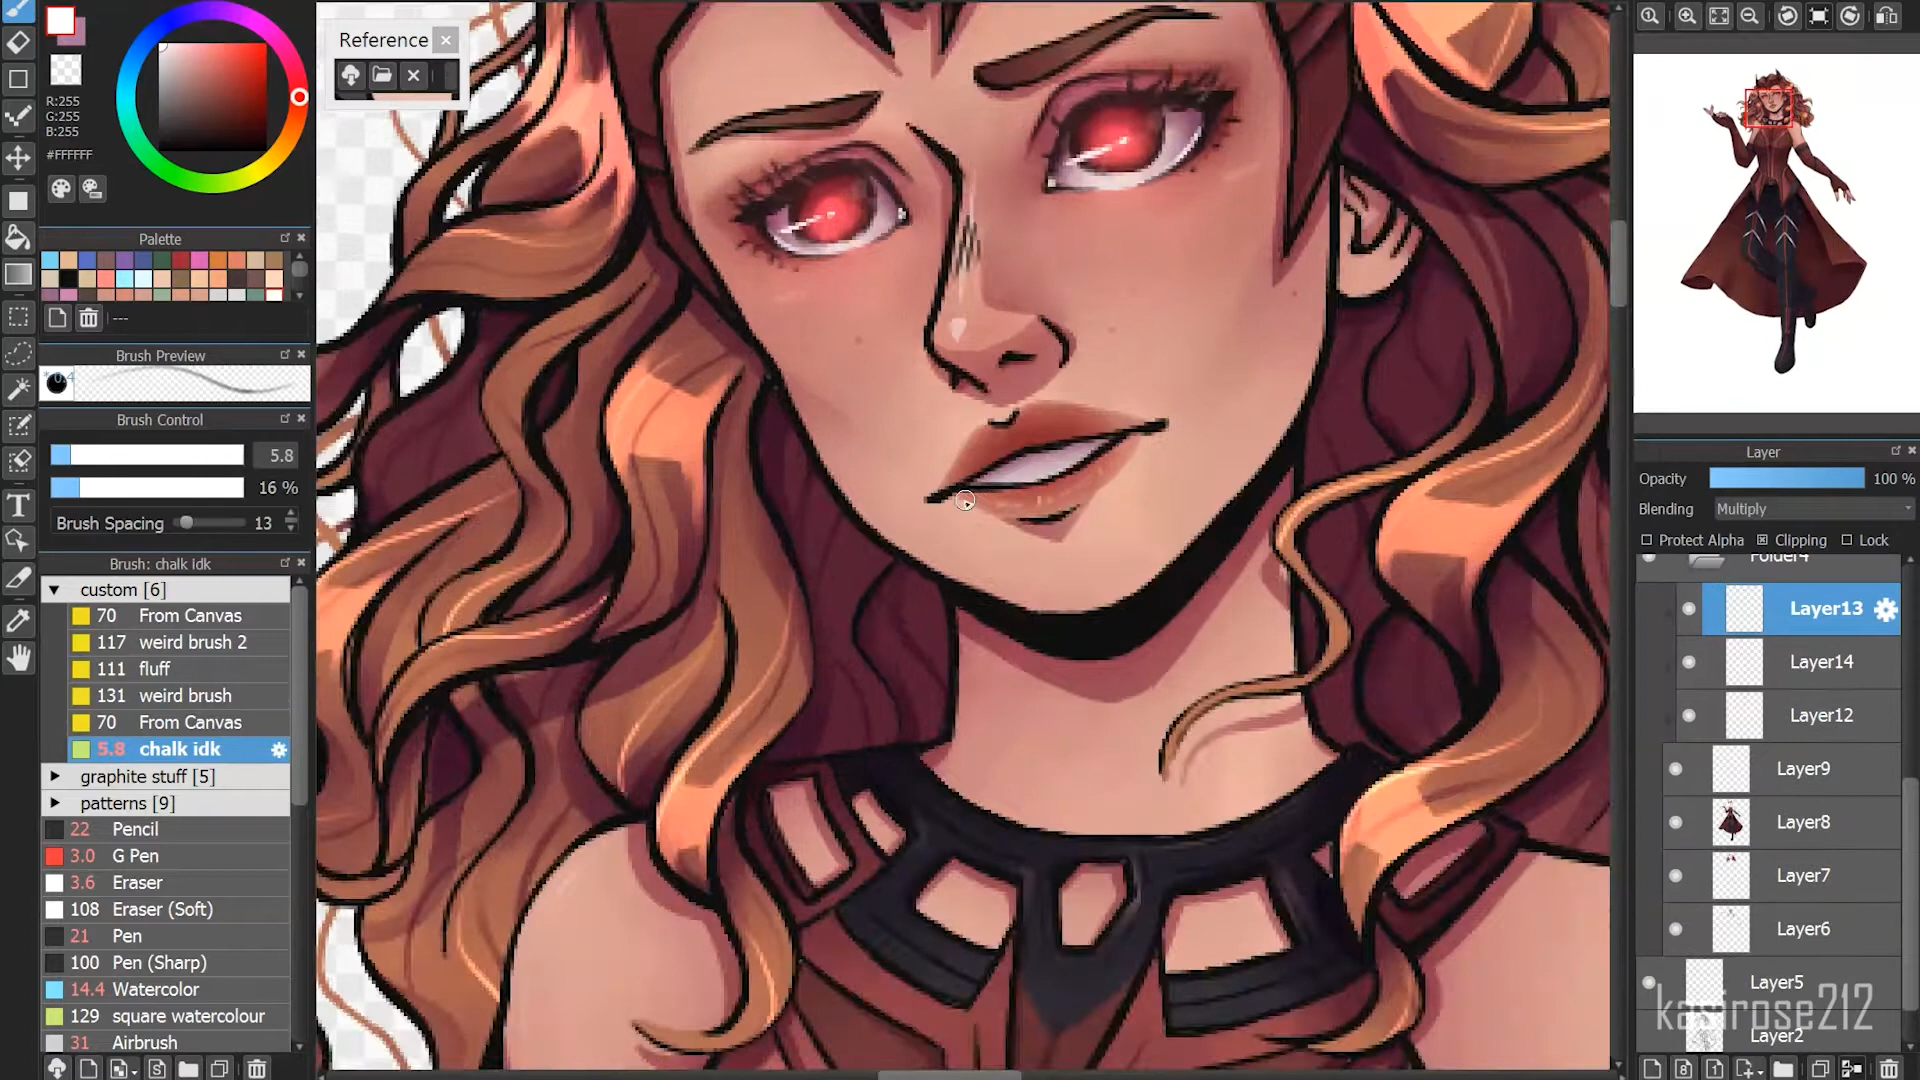 Reference
R:255
G:255
B:255
#FFFFFF
Palette
---
Brush Preview
* 0.4
Brush Control
5.8
16 %
Brush Spacing 13
Brush: chalk idk
custom [6]
70 From Canvas
117 weird brush 2
111 fluff
131 weird brush
70 From Canvas
5.8 chalk idk
graphite stuff [5]
patterns [9]
22 Pencil
3.0 G Pen
3.6 Eraser
108 Eraser (Soft)
21 Pen
100 Pen (Sharp)
14.4 Watercolor
129 square watercolour
31 Airbrush
Layer
Opacity 100 %
Blending Multiply
Protect Alpha Clipping Lock
Folder4
Layer13
Layer14
Layer12
Layer9
Layer8
Layer7
Layer6
Layer5
kasirose212
Layer2